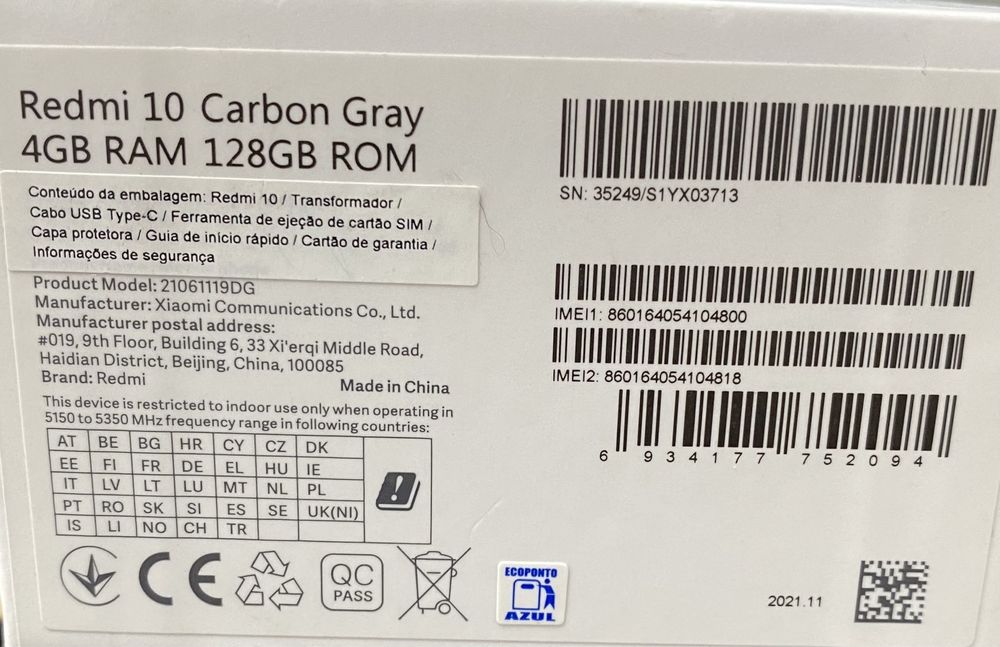 Redmi 10 Carbon Gray
4GB RAM 128GB ROM
Conteúdo da embalagem: Redmi 10 / Transformador /
Cabo USB Type-C / Ferramenta de ejeção de cartão SIM /
Capa protetora / Guia de início rápido / Cartão de garantia /
Informações de segurança
Product Model: 21061119DG
Manufacturer: Xiaomi Communications Co., Ltd.
Manufacturer postal address:
#019, 9th Floor, Building 6, 33 Xi'erqi Middle Road,
Haidian District, Beijing, China, 100085
Brand: Redmi
Made in China
This device is restricted to indoor use only when operating in
5150 to 5350 MHz frequency range in following countries:
AT BE BG HR CY CZ DK
EE FI FR DE EL HU IE
IT LV LT LU MT NL PL
PT RO SK SI ES SE UK(NI)
IS LI NO CH TR
CE
QC
PASS
ECOPONTO
AZUL
SN: 35249/S1YX03713
IMEI1: 860164054104800
IMEI2: 860164054104818
6 934177 752094
2021.11